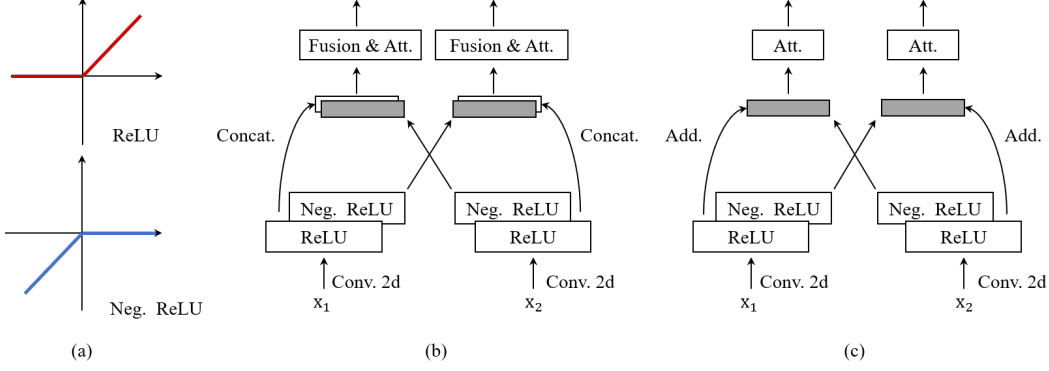 ReLU
Neg. ReLU
(a)
Fusion & Att.
Fusion & Att.
Concat.
Concat.
Neg. ReLU
Neg. ReLU
ReLU
ReLU
Conv. 2d
Conv. 2d
x₁
x₂
(b)
Att.
Att.
Add.
Add.
Neg. ReLU
Neg. ReLU
ReLU
ReLU
Conv. 2d
Conv. 2d
x₁
x₂
(c)